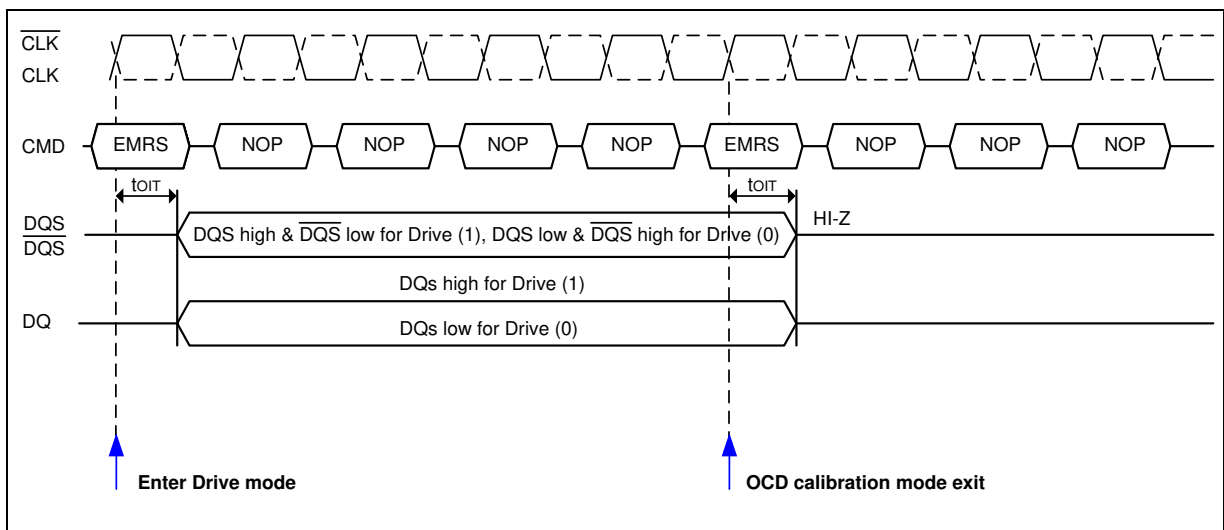 CLK
CLK
CMD EMRS NOP NOP NOP NOP EMRS NOP NOP NOP
tOIT tOIT
DQS
DQS
DQS high & DQS low for Drive (1), DQS low & DQS high for Drive (0)
HI-Z
DQs high for Drive (1)
DQ
DQs low for Drive (0)
Enter Drive mode
OCD calibration mode exit